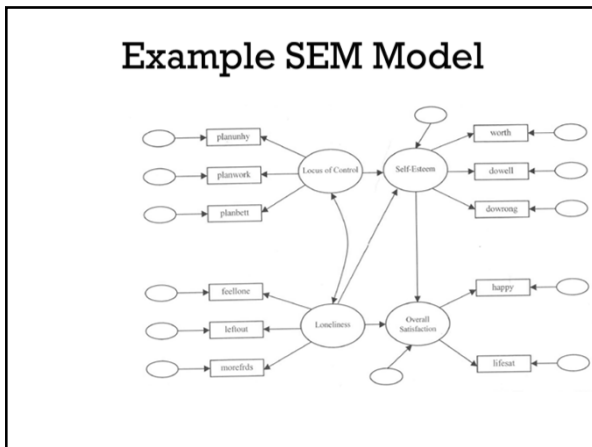 Example SEM Model
planunhy
planwork
planbett
Locus of Control
Self-Esteem
worth
dowell
dowrong
feellone
leftout
morefrds
Loneliness
Overall
Satisfaction
happy
lifesat